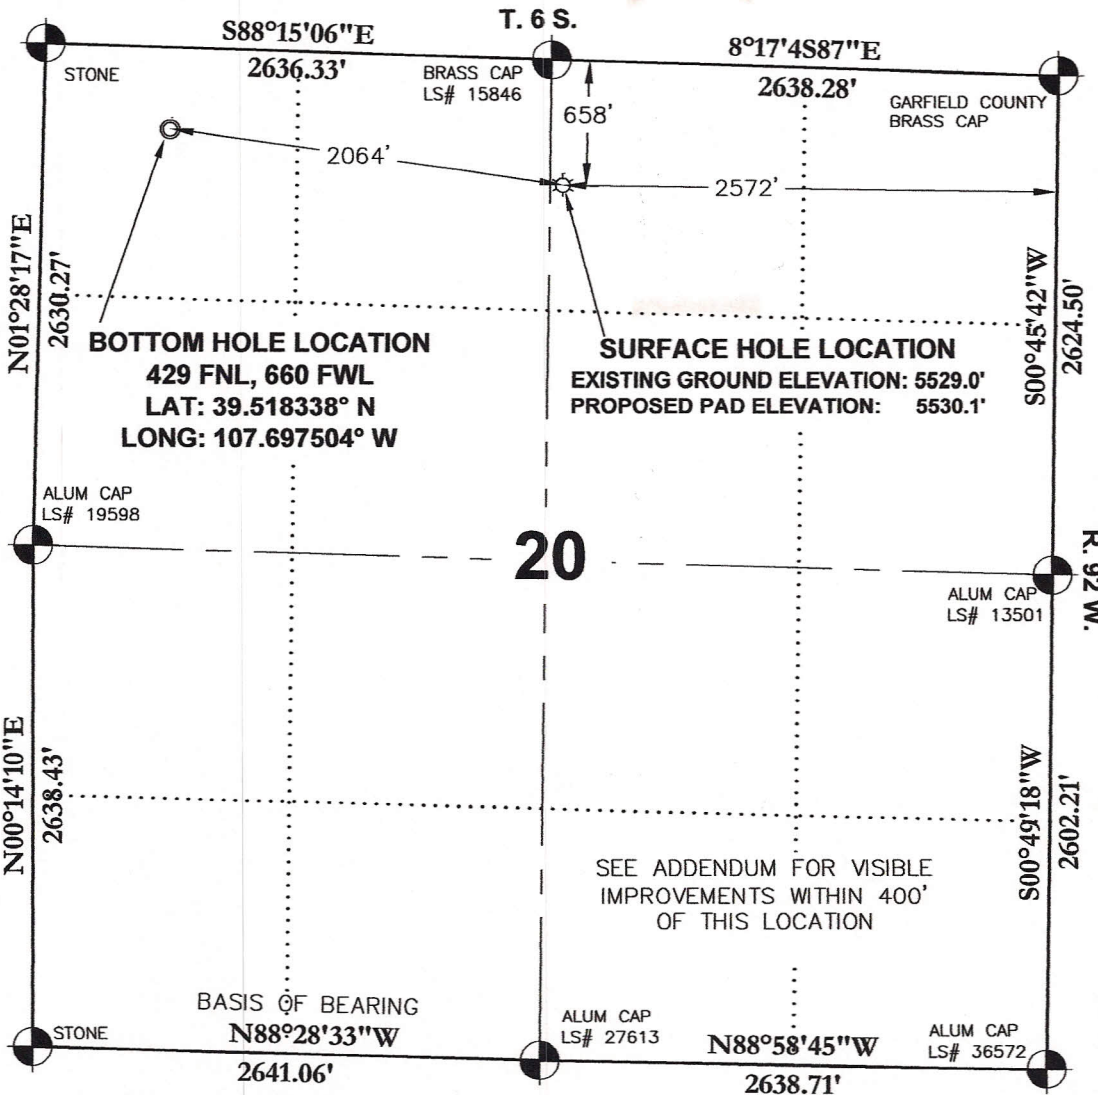 T. 6 S.
S88°15'06"E
2636.33'
8°17'4S87"E
2638.28'
STONE
BRASS CAP
LS# 15846
GARFIELD COUNTY
BRASS CAP
658'
2064'
2572'
N01°28'17"E
2630.27'
S00°45'42"W
2624.50'
BOTTOM HOLE LOCATION
429 FNL, 660 FWL
LAT: 39.518338° N
LONG: 107.697504° W
SURFACE HOLE LOCATION
EXISTING GROUND ELEVATION: 5529.0'
PROPOSED PAD ELEVATION: 5530.1'
ALUM CAP
LS# 19598
20
R. 92 W.
ALUM CAP
LS# 13501
N00°14'10"E
2638.43'
S00°49'18"W
2602.21'
SEE ADDENDUM FOR VISIBLE
IMPROVEMENTS WITHIN 400'
OF THIS LOCATION
BASIS OF BEARING
STONE
N88°28'33"W
2641.06'
ALUM CAP
LS# 27613
N88°58'45"W
2638.71'
ALUM CAP
LS# 36572